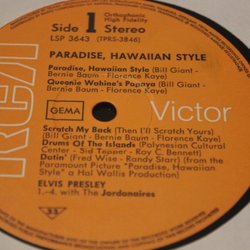 RCA
Side 1 Stereo
Orthophonic
High Fidelity
LSP 3643 (TPRS-3846)
PARADISE, HAWAIIAN STYLE
Paradise, Hawaiian Style (Bill Giant -
Bernie Baum - Florence Kaye)
Queenie Wahine's Papaya (Bill Giant -
Bernie Baum - Florence Kaye)
GEMA
Victor
Scratch My Back (Then I'll Scratch Yours)
(Bill Giant - Bernie Baum - Florence Kaye)
Drums Of The Islands (Polynesian Cultural
Center - Sid Tepper - Roy C. Bennett)
Datin' (Fred Wise - Randy Starr) (from the
Paramount Picture "Paradise, Hawaiian
Style" a Hal Wallis Production)
ELVIS PRESLEY
1.-4. with The Jordanaires
33